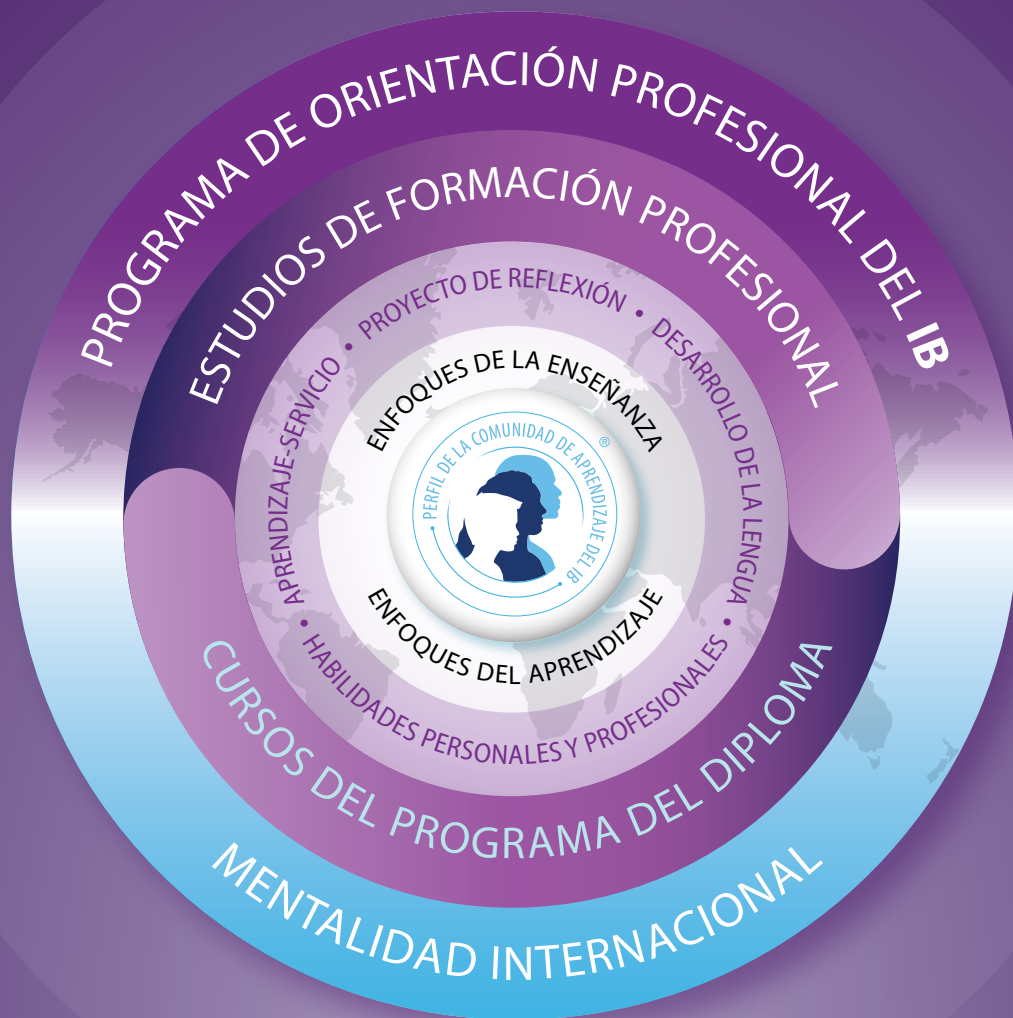 PROGRAMA DE ORIENTACIÓN PROFESIONAL DEL IB
ESTUDIOS DE FORMACIÓN PROFESIONAL
APRENDIZAJE-SERVICIO • PROYECTO DE REFLEXIÓN • DESARROLLO DE LA LENGUA •
ENFOQUES DE LA ENSEÑANZA
PERFIL DE LA COMUNIDAD DE APRENDIZAJE DEL IB
®
ENFOQUES DEL APRENDIZAJE
• HABILIDADES PERSONALES Y PROFESIONALES
CURSOS DEL PROGRAMA DEL DIPLOMA
MENTALIDAD INTERNACIONAL